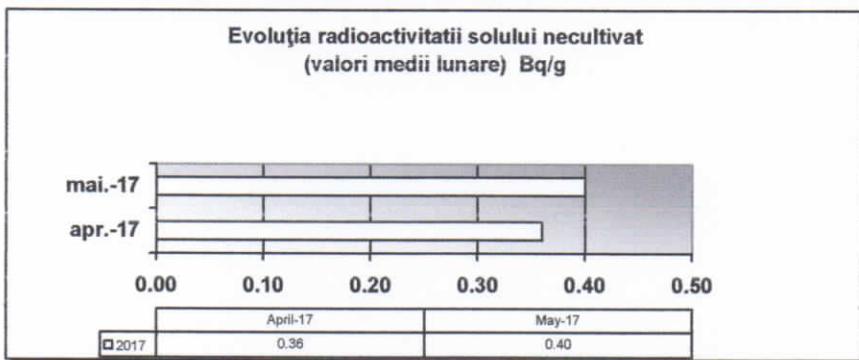 Evoluţia radioactivitatii solului necultivat
(valori medii lunare) Bq/g
mai.-17
apr.-17
0.00 0.10 0.20 0.30 0.40 0.50
April-17 May-17
2017 0.36 0.40